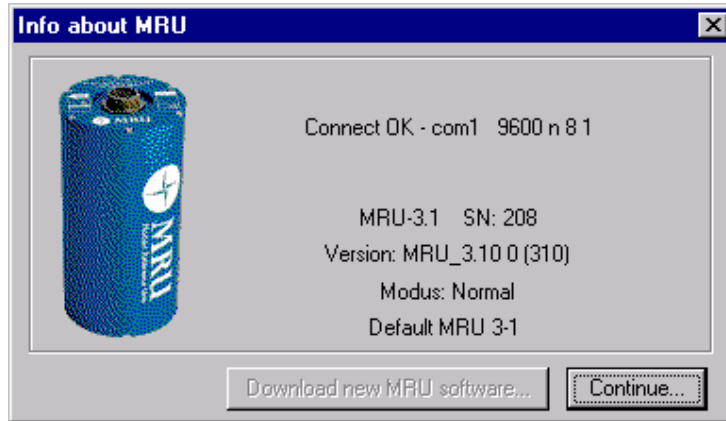 Info about MRU
MRU
Connect OK - com1   9600 n 8 1
MRU-3.1   SN: 208
Version: MRU_3.10 0 (310)
Modus: Normal
Default MRU 3-1
MRU
Download new MRU software...
Continue...